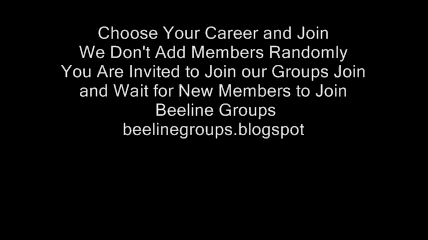 Choose Your Career and Join
We Don't Add Members Randomly
You Are Invited to Join our Groups Join
and Wait for New Members to Join
Beeline Groups
beelinegroups.blogspot